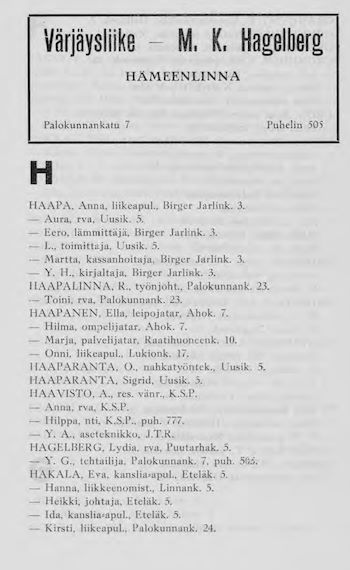 Värjäysliike — M. K. Hagelberg
HÄMEENLINNA
Palokunnankatu 7 Puhelin 505
H
HAAPA, Anna, liikeapul., Birger Jarlink. 3.
— Aura, rva, Uusik. 5.
— Eero, lämmittäjä, Birger Jarlink. 3.
— L., toimittaja, Uusik. 5.
— Martta, kassanhoitaja, Birger Jarlink. 3.
— Y. H., kirjaltaja, Birger Jarlink. 3.
HAAPALINNA, R., työnjoht., Palokunnank. 23.
— Toini, rva, Palokunnank. 23.
HAAPANEN, Ella, leipojatar, Ahok. 7.
— Hilma, ompelijatar, Ahok. 7.
— Marja, palvelijatar, Raatihuoneenk. 10.
— Onni, liikeapul., Lukionk. 17.
HAAPARANTA, O., nahkatyöntek., Uusik. 5.
HAAPARANTA, Sigrid, Uusik. 5.
HAAVISTO, A., res. vänr., K.S.P.
— Anna, rva, K.S.P.
— Hilppa, nti, K.S.P., puh. 777.
— Y. A., aseteknikko, J.T.R.
HAGELBERG, Lydia, rva, Puutarhak. 5.
— Y. G., tehtailija, Palokunnank. 7, puh. 505.
HAKALA, Eva, kanslia-apul., Eteläk. 5.
— Hanna, liikkeenomist., Linnank. 5.
— Heikki, johtaja, Eteläk. 5.
— Ida, kanslia-apul., Eteläk. 5.
— Kirsti, liikeapul., Palokunnank. 24.